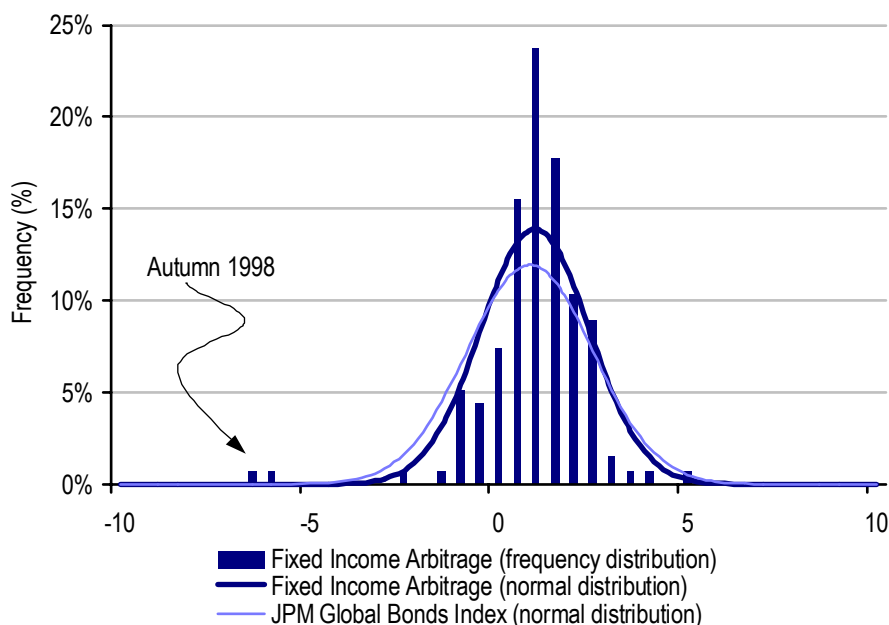 25%
20%
15%
10%
5%
0%
Frequency (%)
Autumn 1998
-10
-5
0
5
10
Fixed Income Arbitrage (frequency distribution)
Fixed Income Arbitrage (normal distribution)
JPM Global Bonds Index (normal distribution)